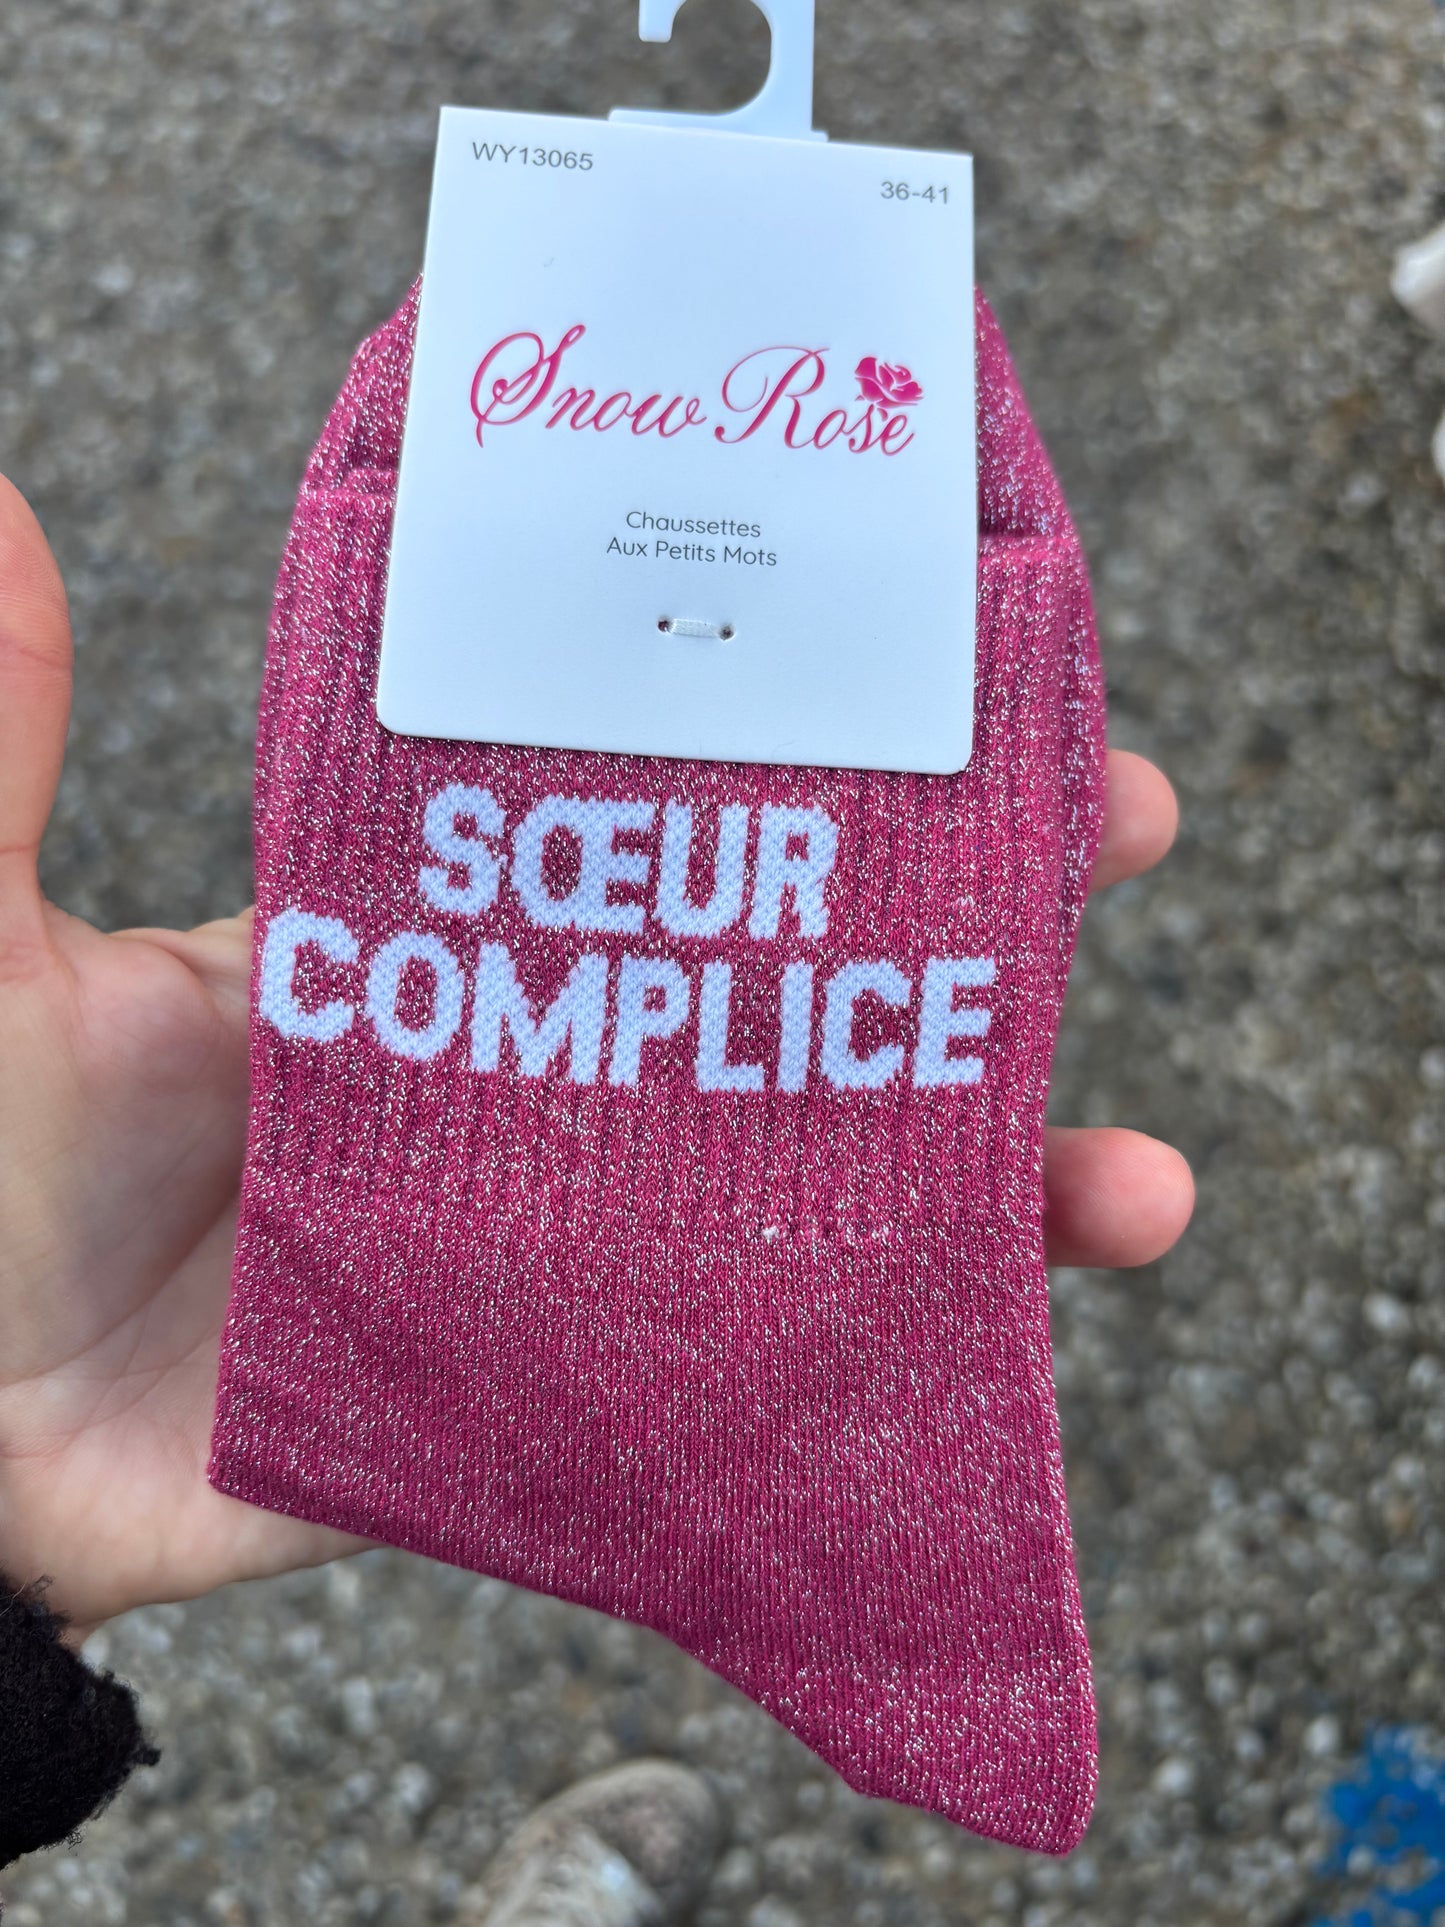 WY13065
36-41
Snow Rose
Chaussettes
Aux Petits Mots
SŒUR
COMPLICE